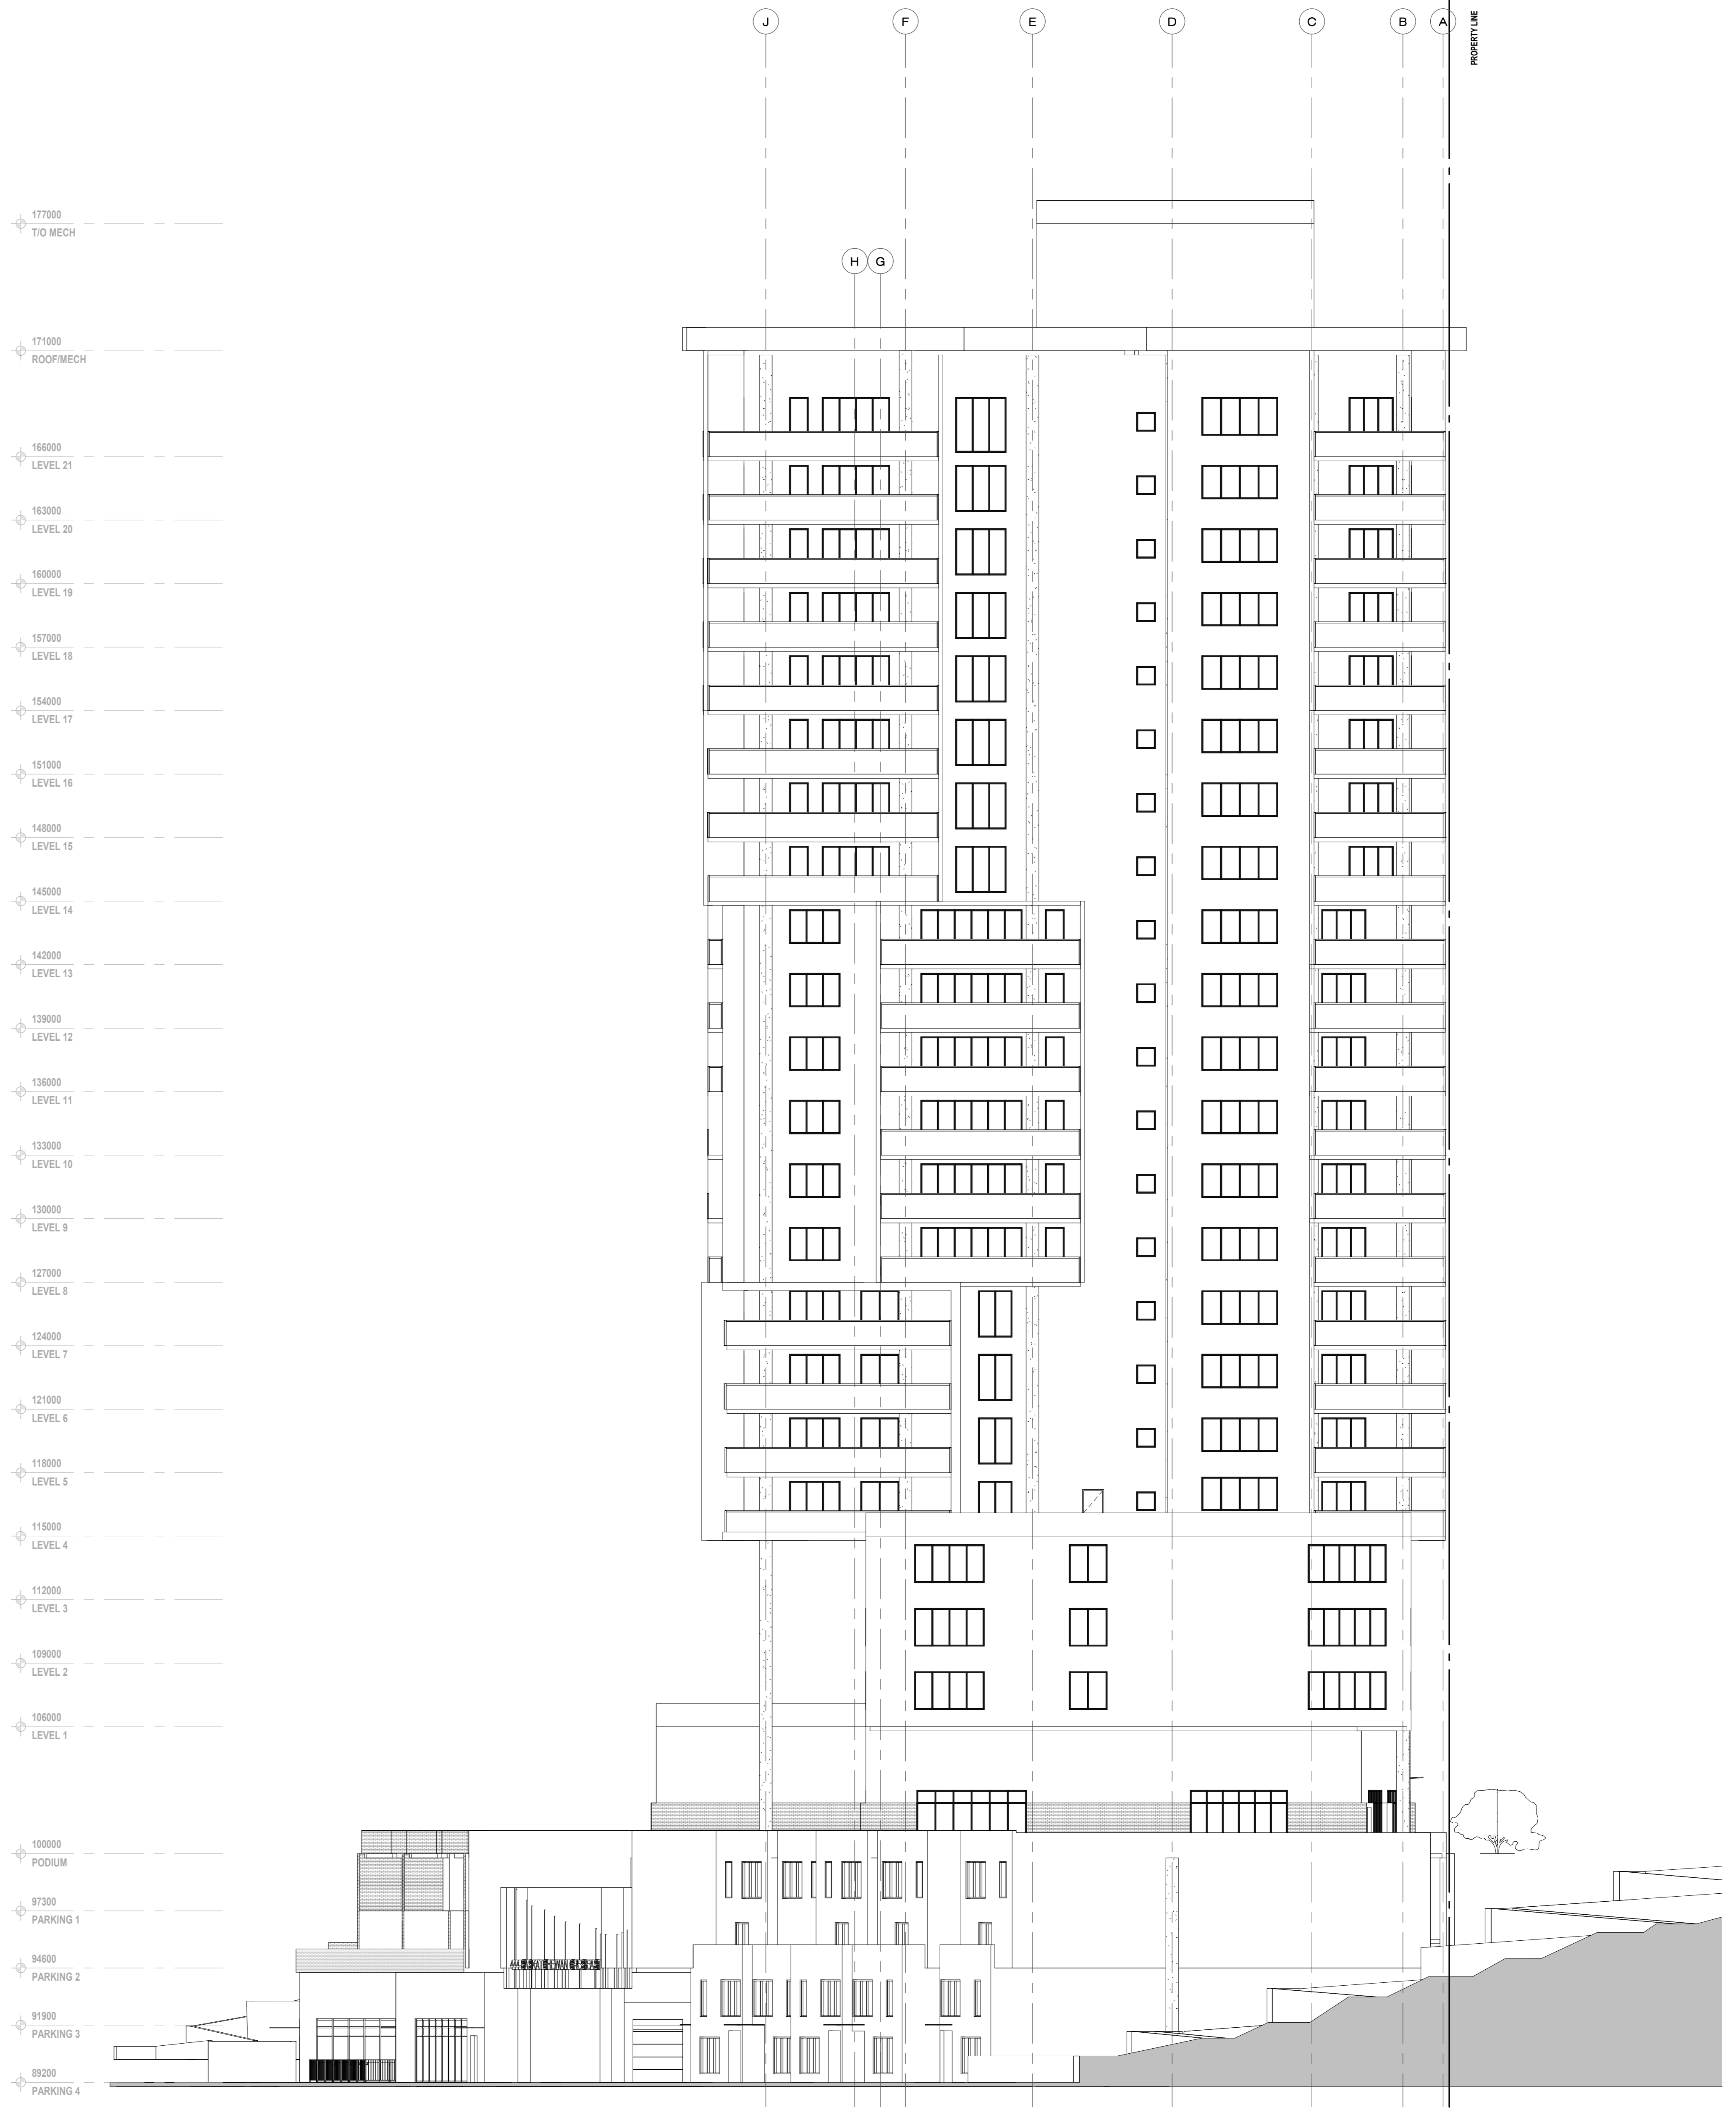 J
F
E
D
C
B
A
PROPERTY LINE
177000
T/O MECH
H
G
171000
ROOF/MECH
166000
LEVEL 21
163000
LEVEL 20
160000
LEVEL 19
157000
LEVEL 18
154000
LEVEL 17
151000
LEVEL 16
148000
LEVEL 15
145000
LEVEL 14
142000
LEVEL 13
139000
LEVEL 12
136000
LEVEL 11
133000
LEVEL 10
130000
LEVEL 9
127000
LEVEL 8
124000
LEVEL 7
121000
LEVEL 6
118000
LEVEL 5
115000
LEVEL 4
112000
LEVEL 3
109000
LEVEL 2
106000
LEVEL 1
100000
PODIUM
97300
PARKING 1
94600
PARKING 2
91900
PARKING 3
89200
PARKING 4